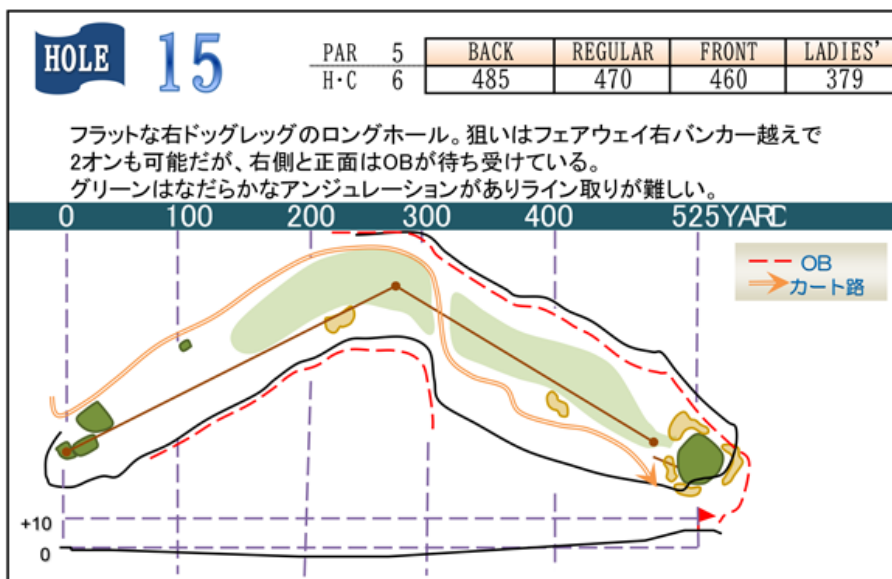 HOLE 15
PAR 5 BACK REGULAR FRONT LADIES'
H・C 6 485 470 460 379
フラットな右ドッグレッグのロングホール。狙いはフェアウェイ右バンカー越えで
2オンも可能だが、右側と正面はOBが待ち受けている。
グリーンはなだらかなアンジュレーションがありライン取りが難しい。
0 100 200 300 400 525YARD
OB
カート路
+10
0